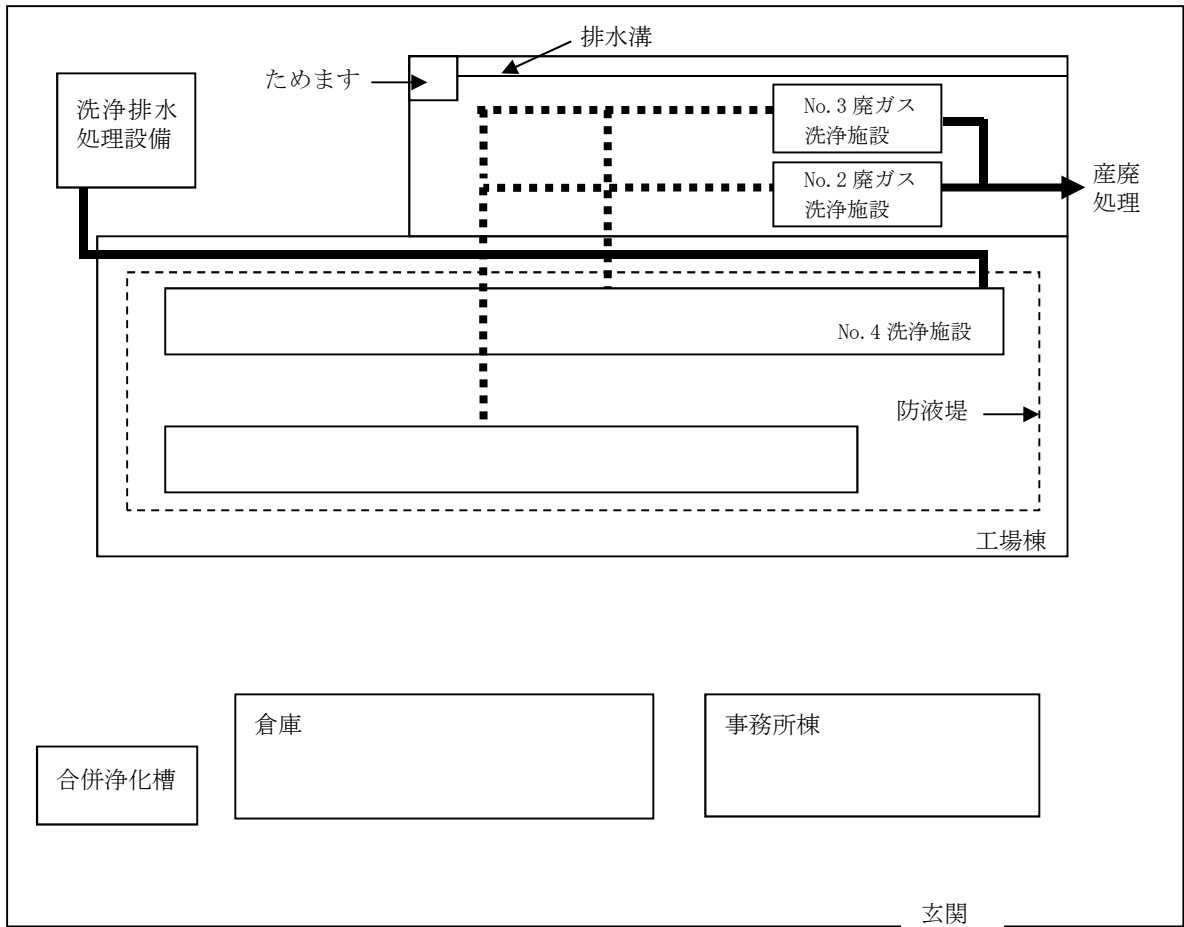 排水溝
ためます
洗浄排水
処理設備
No.3 廃ガス
洗浄施設
No.2 廃ガス
洗浄施設
産廃
処理
No.4 洗浄施設
防液堤
工場棟
倉庫
事務所棟
合併浄化槽
玄関